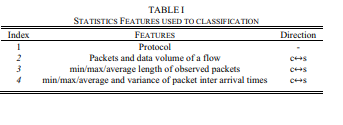 TABLE I
STATISTICS FEATURES USED TO CLASSIFICATION
Index FEATURES Direction
1 Protocol -
2 Packets and data volume of a flow c↔s
3 min/max/average length of observed packets c↔s
4 min/max/average and variance of packet inter arrival times c↔s